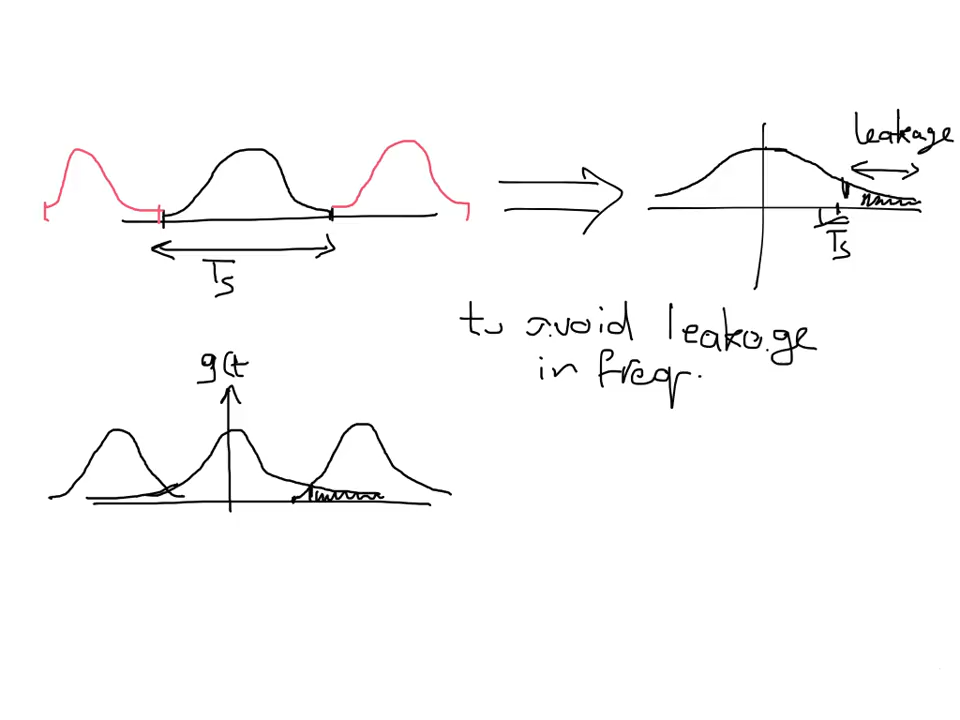 leakage
Ts
1/Ts
to avoid leakage
in freq.
g(t